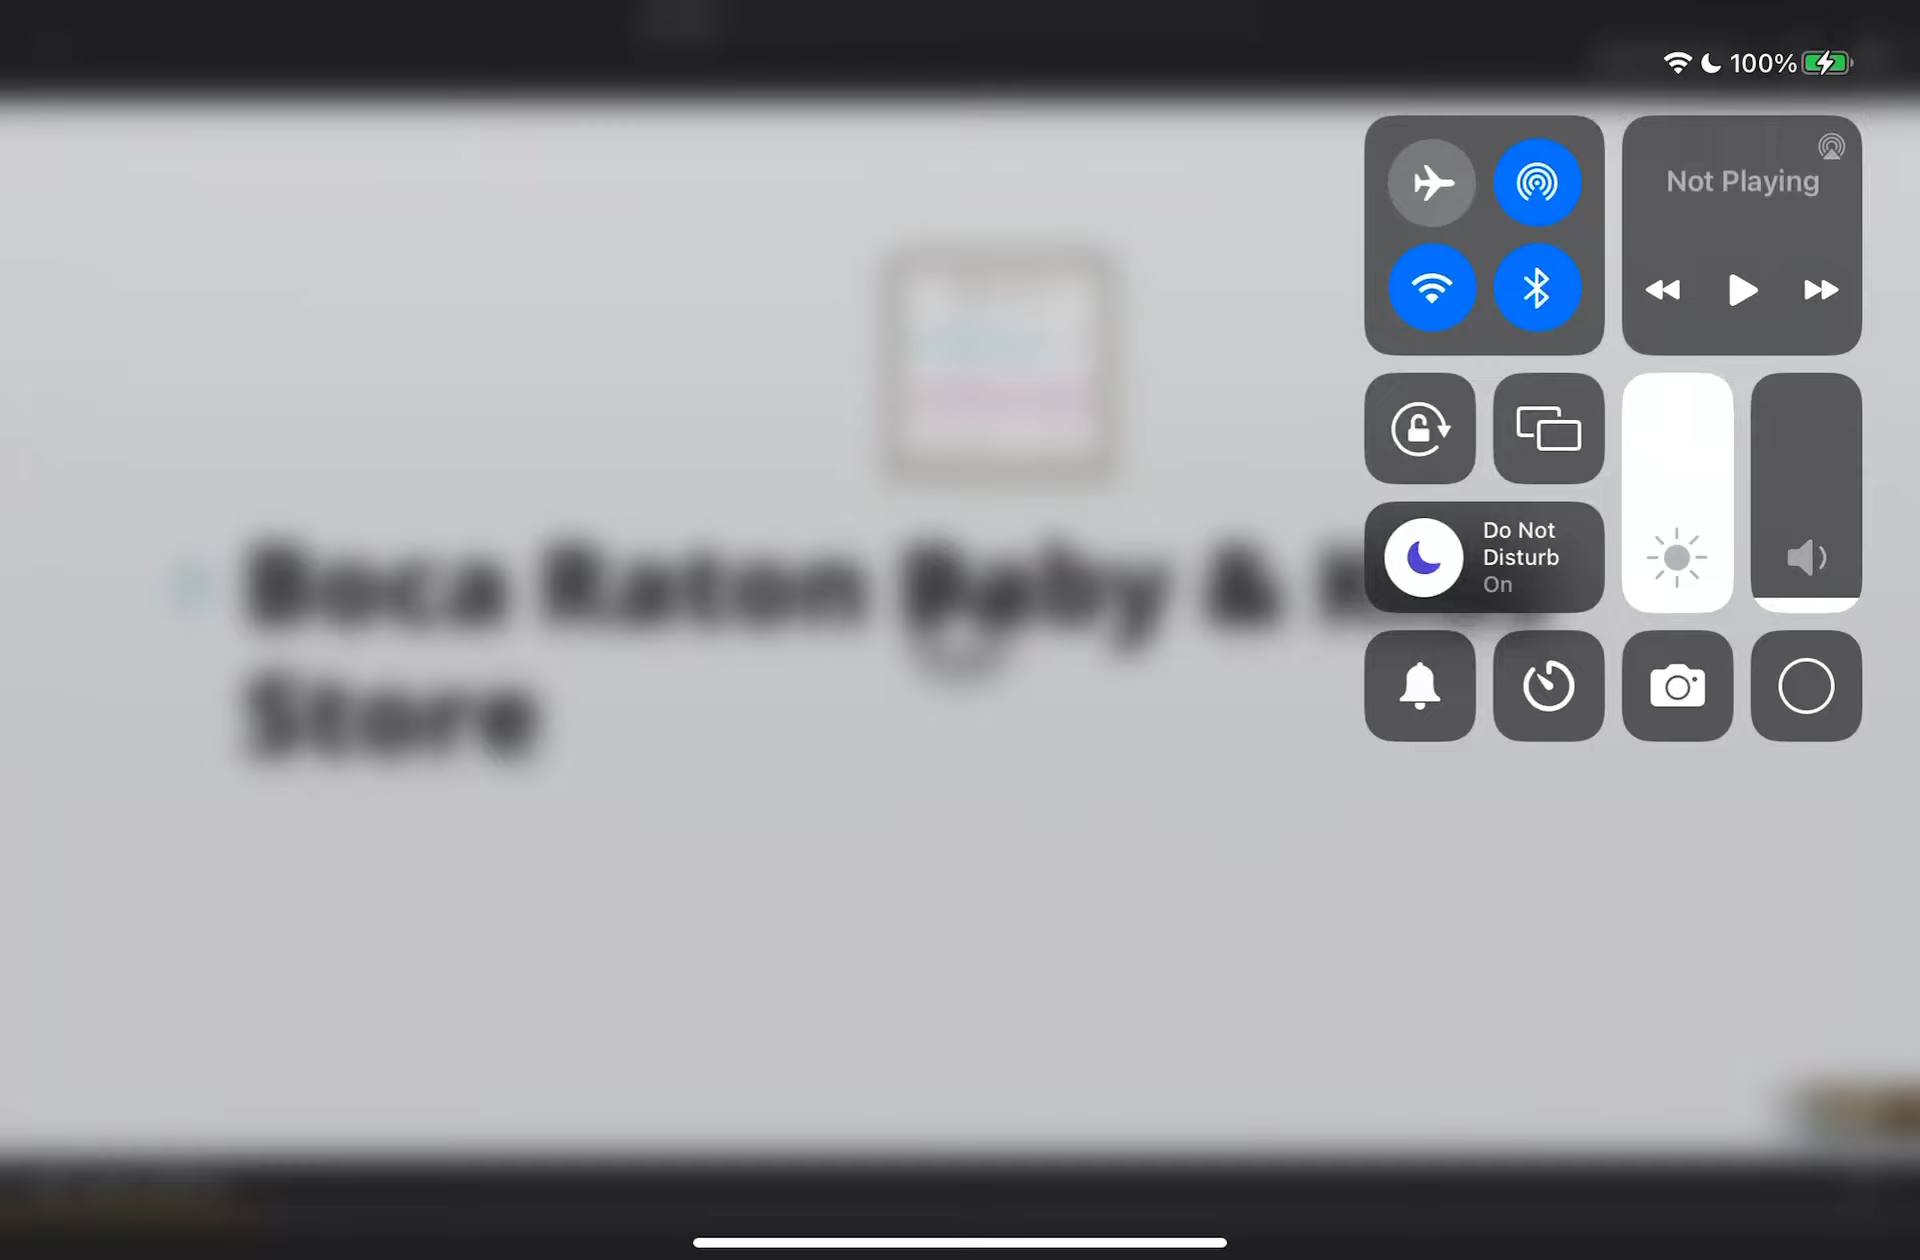 100%
Not Playing
Do Not
Disturb
On
Boca Raton Baby &
Store